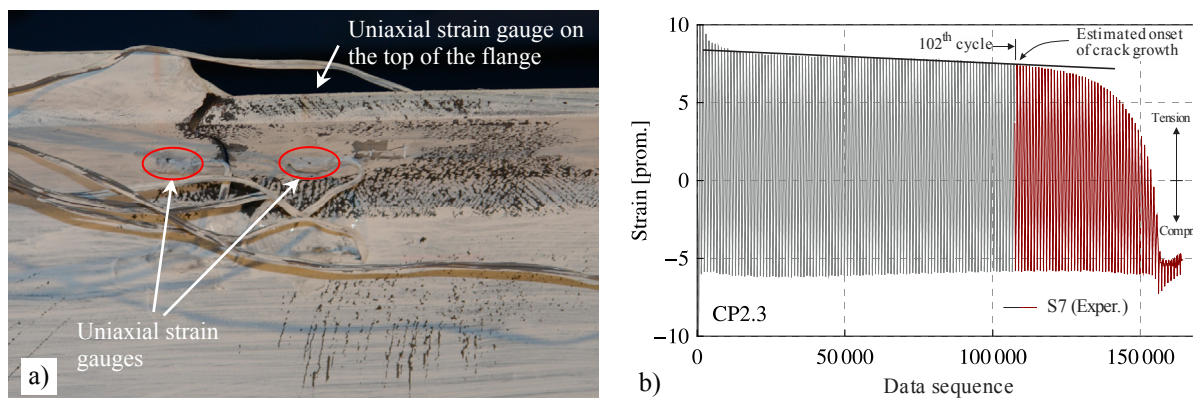 Uniaxial strain gauge on
the top of the flange
Uniaxial strain
gauges
a)
10
5
0
−5
−10
Strain [prom.]
102th cycle
Estimated onset
of crack growth
Tension
Compr
CP2.3
S7 (Exper.)
0
50 000
100 000
150 000
Data sequence
b)